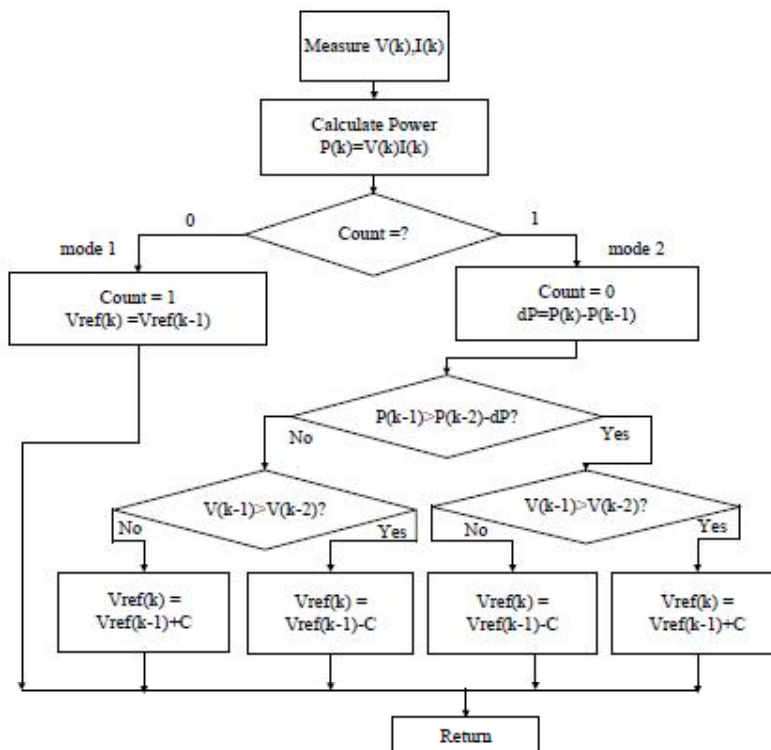 Measure V(k),I(k)
Calculate Power
P(k)=V(k)I(k)
0
Count =?
1
mode 1
mode 2
Count = 1
Vref(k) =Vref(k-1)
Count = 0
dP=P(k)-P(k-1)
P(k-1)>P(k-2)-dP?
No
Yes
V(k-1)>V(k-2)?
No
Yes
V(k-1)>V(k-2)?
No
Yes
Vref(k) =
Vref(k-1)+C
Vref(k) =
Vref(k-1)-C
Vref(k) =
Vref(k-1)-C
Vref(k) =
Vref(k-1)+C
Return